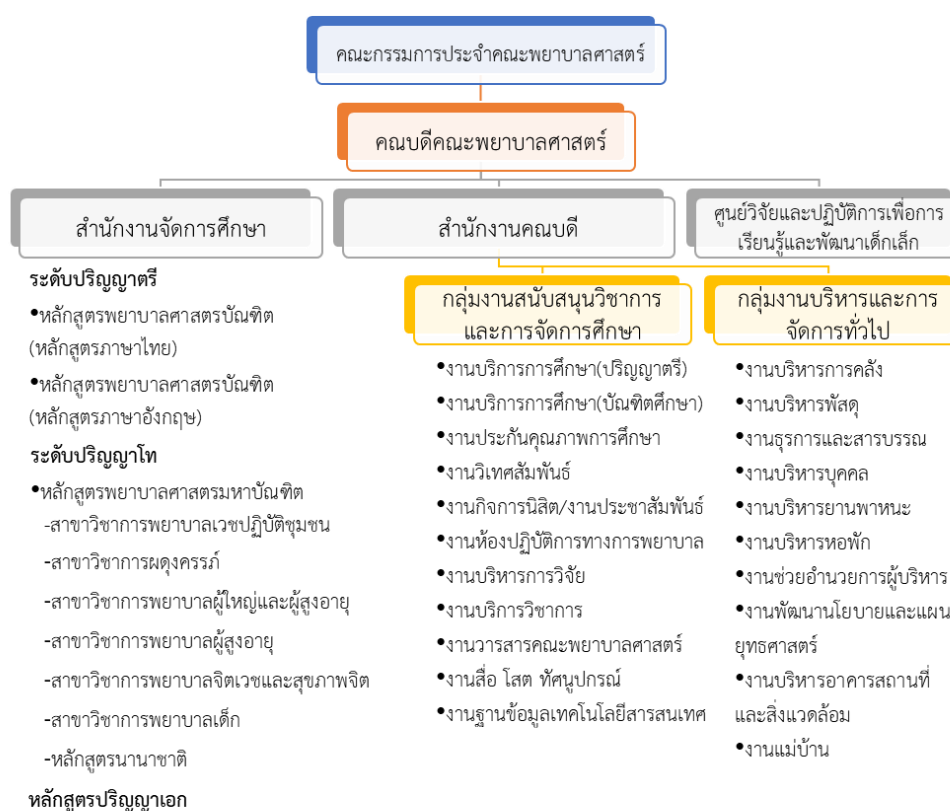 คณะกรรมการประจำคณะพยาบาลศาสตร์
คณบดีคณะพยาบาลศาสตร์
สำนักงานจัดการศึกษา
ระดับปริญญาตรี
•หลักสูตรพยาบาลศาสตรบัณฑิต
(หลักสูตรภาษาไทย)
•หลักสูตรพยาบาลศาสตรบัณฑิต
(หลักสูตรภาษาอังกฤษ)
ระดับปริญญาโท
•หลักสูตรพยาบาลศาสตรมหาบัณฑิต
-สาขาวิชาการพยาบาลเวชปฏิบัติชุมชน
-สาขาวิชาการผดุงครรภ์
-สาขาวิชาการพยาบาลผู้ใหญ่และผู้สูงอายุ
-สาขาวิชาการพยาบาลผู้สูงอายุ
-สาขาวิชาการพยาบาลจิตเวชและสุขภาพจิต
-สาขาวิชาการพยาบาลเด็ก
-หลักสูตรนานาชาติ
หลักสูตรปริญญาเอก
สำนักงานคณบดี
กลุ่มงานสนับสนุนวิชาการ
และการจัดการศึกษา
•งานบริการการศึกษา(ปริญญาตรี)
•งานบริการการศึกษา(บัณฑิตศึกษา)
•งานประกันคุณภาพการศึกษา
•งานวิเทศสัมพันธ์
•งานกิจการนิสิต/งานประชาสัมพันธ์
•งานห้องปฏิบัติการทางการพยาบาล
•งานบริหารการวิจัย
•งานบริการวิชาการ
•งานวารสารคณะพยาบาลศาสตร์
•งานสื่อ โสต ทัศนูปกรณ์
•งานฐานข้อมูลเทคโนโลยีสารสนเทศ
กลุ่มงานบริหารและการ
จัดการทั่วไป
•งานบริหารการคลัง
•งานบริหารพัสดุ
•งานธุรการและสารบรรณ
•งานบริหารบุคคล
•งานบริหารยานพาหนะ
•งานบริหารหอพัก
•งานช่วยอำนวยการผู้บริหาร
•งานพัฒนานโยบายและแผน
ยุทธศาสตร์
•งานบริหารอาคารสถานที่
และสิ่งแวดล้อม
•งานแม่บ้าน
ศูนย์วิจัยและปฏิบัติการเพื่อการ
เรียนรู้และพัฒนาเด็กเล็ก